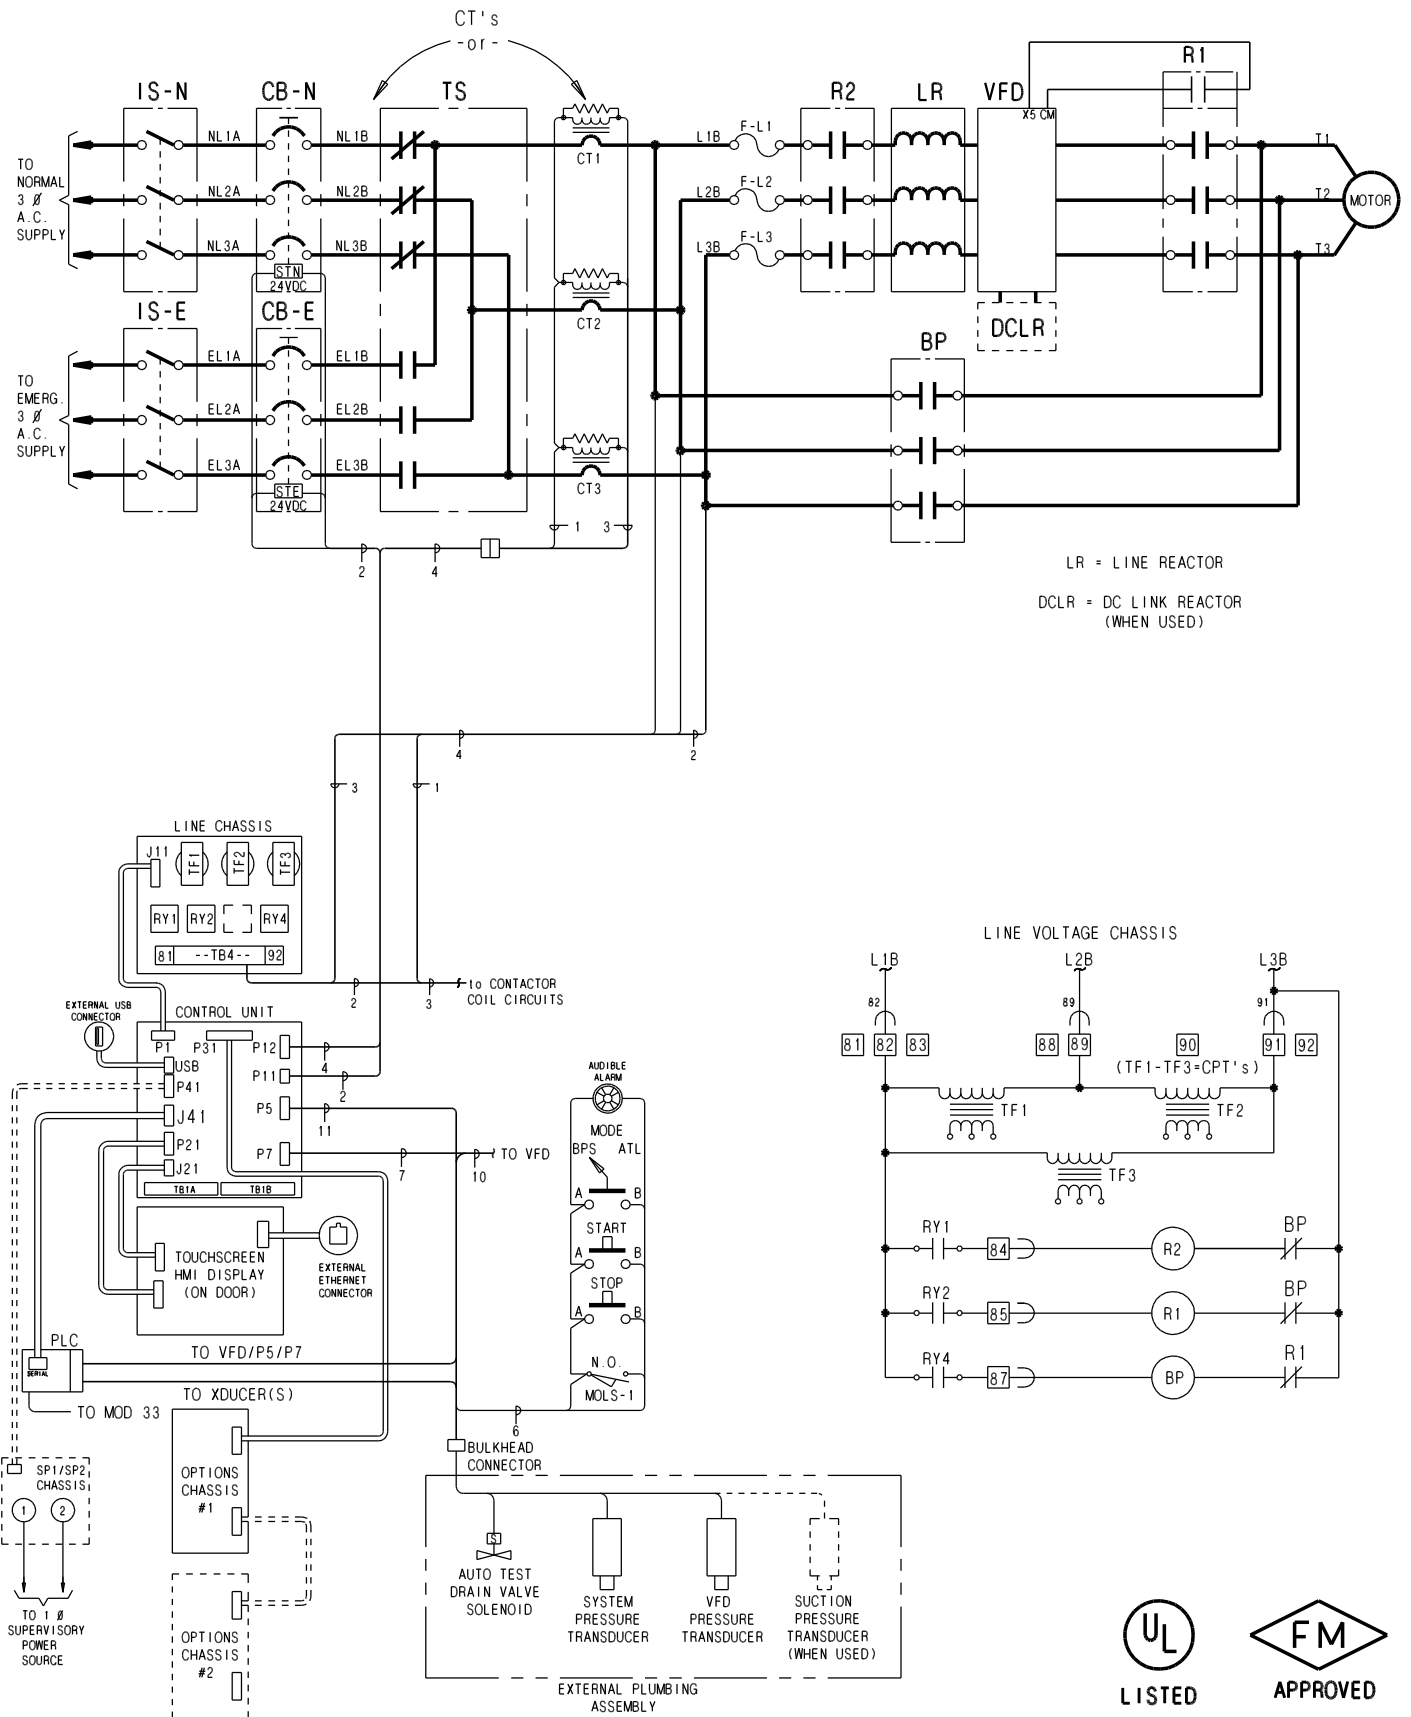 CT's
-or-
IS-N
CB-N
TS
R2
LR
VFD
R1
X5 CM
NL1A
NL1B
CT1
L1B
F-L1
T1
TO
NORMAL
3 Ø
A.C.
SUPPLY
NL2A
NL2B
L2B
F-L2
T2
MOTOR
NL3A
NL3B
L3B
F-L3
T3
STN
24VDC
IS-E
CB-E
CT2
DCLR
BP
TO
EMERG.
3 Ø
A.C.
SUPPLY
EL1A
EL1B
EL2A
EL2B
EL3A
EL3B
CT3
STE
24VDC
1
3
2
4
LR = LINE REACTOR
DCLR = DC LINK REACTOR
(WHEN USED)
4
2
3
1
LINE CHASSIS
J11
TF1
TF2
TF3
RY1
RY2
RY4
81
--TB4--
92
2
3
to CONTACTOR
COIL CIRCUITS
EXTERNAL USB
CONNECTOR
CONTROL UNIT
P1
P31
P12
4
USB
P11
2
P41
P5
11
J41
P21
P7
7
10
TO VFD
J21
TB1A
TB1B
TOUCHSCREEN
HMI DISPLAY
(ON DOOR)
EXTERNAL
ETHERNET
CONNECTOR
PLC
SERIAL
TO VFD/P5/P7
TO XDUCER(S)
TO MOD 33
AUDIBLE
ALARM
MODE
BPS
ATL
A
B
START
A
B
STOP
A
B
N.O.
MOLS-1
6
BULKHEAD
CONNECTOR
SP1/SP2
CHASSIS
1
2
TO 1 Ø
SUPERVISORY
POWER
SOURCE
OPTIONS
CHASSIS
#1
OPTIONS
CHASSIS
#2
S
AUTO TEST
DRAIN VALVE
SOLENOID
SYSTEM
PRESSURE
TRANSDUCER
VFD
PRESSURE
TRANSDUCER
SUCTION
PRESSURE
TRANSDUCER
(WHEN USED)
EXTERNAL PLUMBING
ASSEMBLY
LINE VOLTAGE CHASSIS
L1B
L2B
L3B
82
89
91
81
82
83
88
89
90
91
92
(TF1-TF3=CPT's)
TF1
TF2
TF3
RY1
84
R2
BP
RY2
85
R1
BP
RY4
87
BP
R1
UL
LISTED
FM
APPROVED